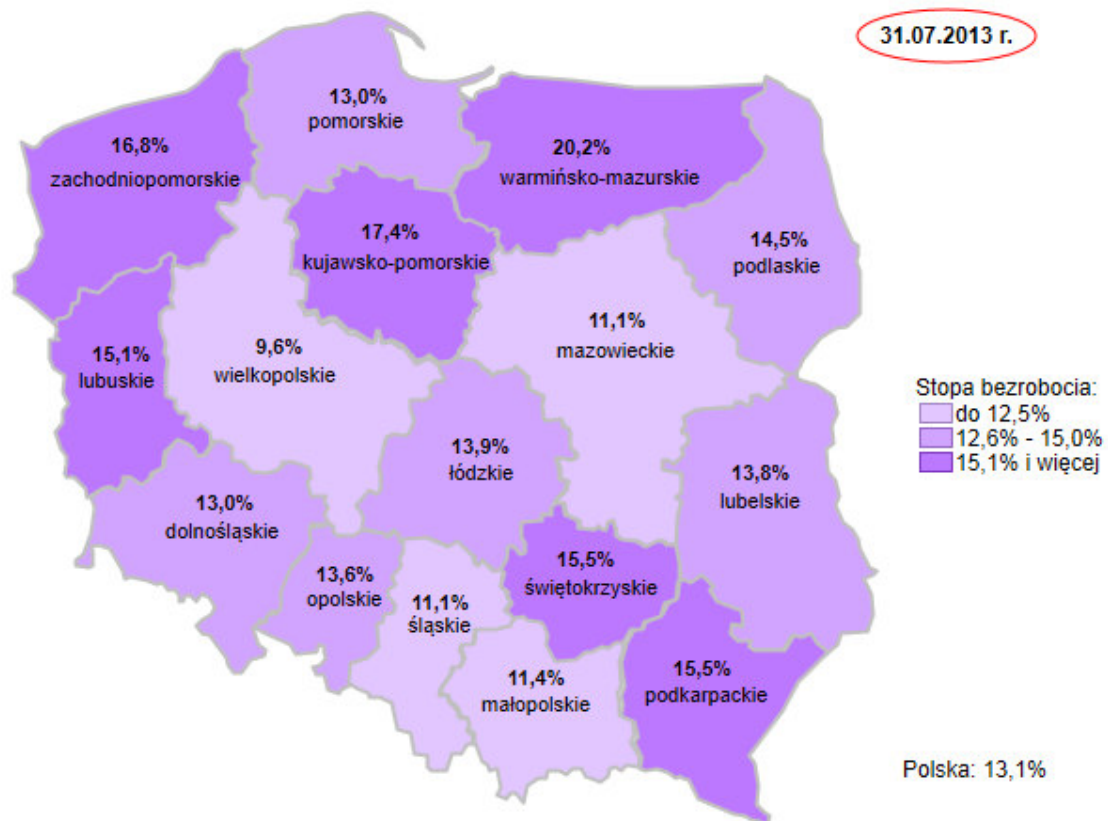 31.07.2013 r.
13,0%
pomorskie
16,8%
zachodniopomorskie
20,2%
warmińsko-mazurskie
17,4%
kujawsko-pomorskie
14,5%
podlaskie
15,1%
lubuskie
9,6%
wielkopolskie
11,1%
mazowieckie
13,9%
łódzkie
13,8%
lubelskie
13,0%
dolnośląskie
13,6%
opolskie
11,1%
śląskie
15,5%
świętokrzyskie
11,4%
małopolskie
15,5%
podkarpackie
Stopa bezrobocia:
do 12,5%
12,6% - 15,0%
15,1% i więcej
Polska: 13,1%